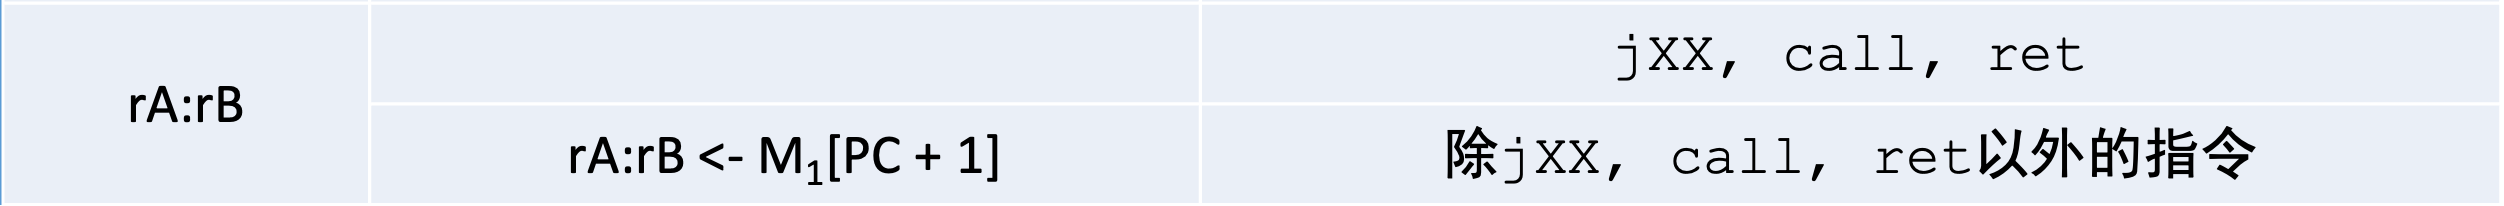 rA:rB
jXX, call, ret
rA:rB <- M₁[PC + 1]
除jXX, call, ret以外的指令